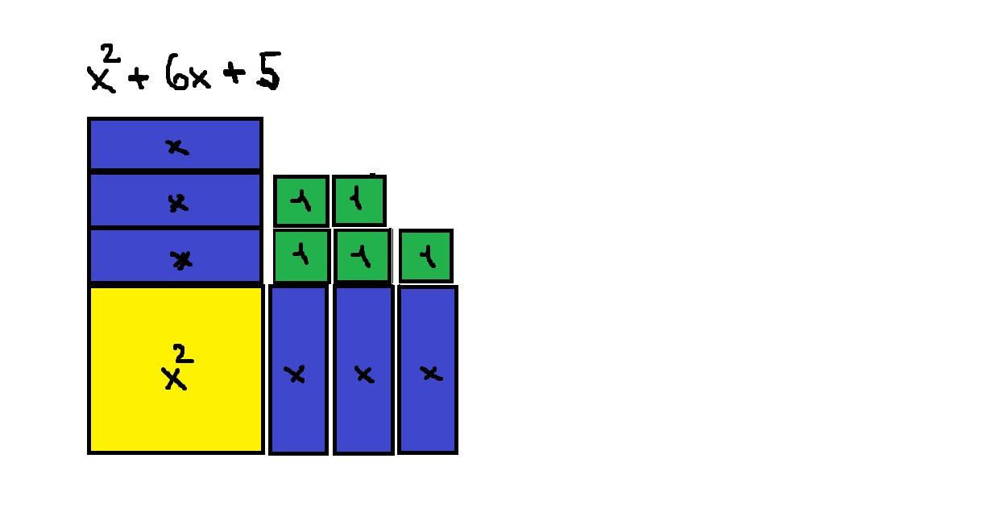 x² + 6x + 5
x
x
1 1
x
1 1 1
x² x x x